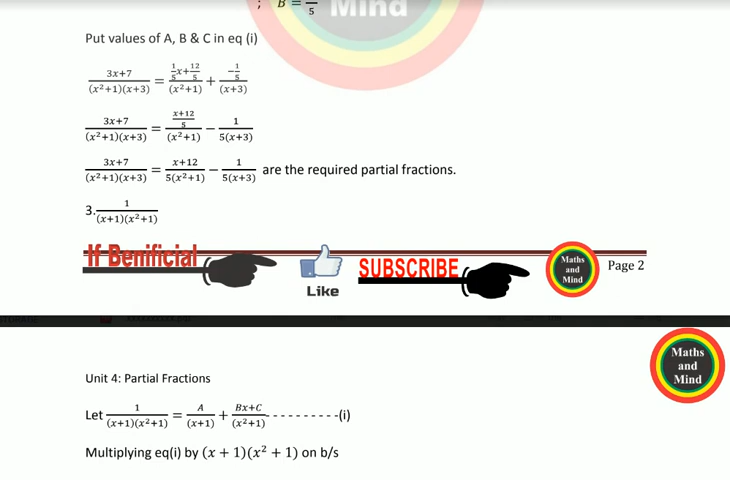 ; B = — 5
Mind
Put values of A, B & C in eq (i)
3x+7/(x²+1)(x+3) = (1/5 x + 12/5)/(x²+1) + (−1/5)/(x+3)
3x+7/(x²+1)(x+3) = ((x+12)/5)/(x²+1) − 1/5(x+3)
3x+7/(x²+1)(x+3) = x+12/5(x²+1) − 1/5(x+3) are the required partial fractions.
3. 1/(x+1)(x²+1)
If Benificial
Like
SUBSCRIBE
Maths
and
Mind
Page 2
Maths
and
Mind
Unit 4: Partial Fractions
Let 1/(x+1)(x²+1) = A/(x+1) + Bx+C/(x²+1) - - - - - - - - -(i)
Multiplying eq(i) by (x + 1)(x² + 1) on b/s